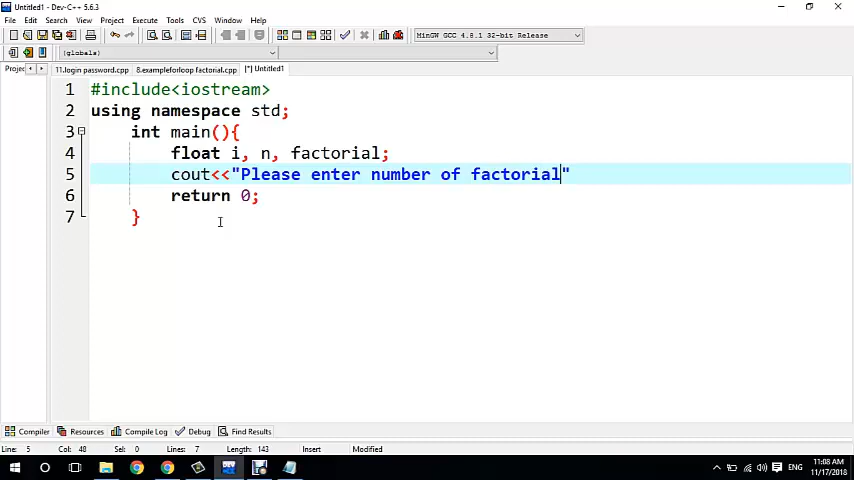 Untitled1 - Dev-C++ 5.6.3
File Edit Search View Project Execute Tools CVS Window Help
MinGW GCC 4.8.1 32-bit Release
(globals)
Projec 11.login password.cpp 8.exampleforloop factorial.cpp [*] Untitled1
1 #include<iostream>
2 using namespace std;
3 int main(){
4 float i, n, factorial;
5 cout<<"Please enter number of factorial"
6 return 0;
7 }
Compiler Resources Compile Log Debug Find Results
Line: 5 Col: 48 Sel: 0 Lines: 7 Length: 143 Insert Modified
DEV ENG 11:08 AM
11/17/2018